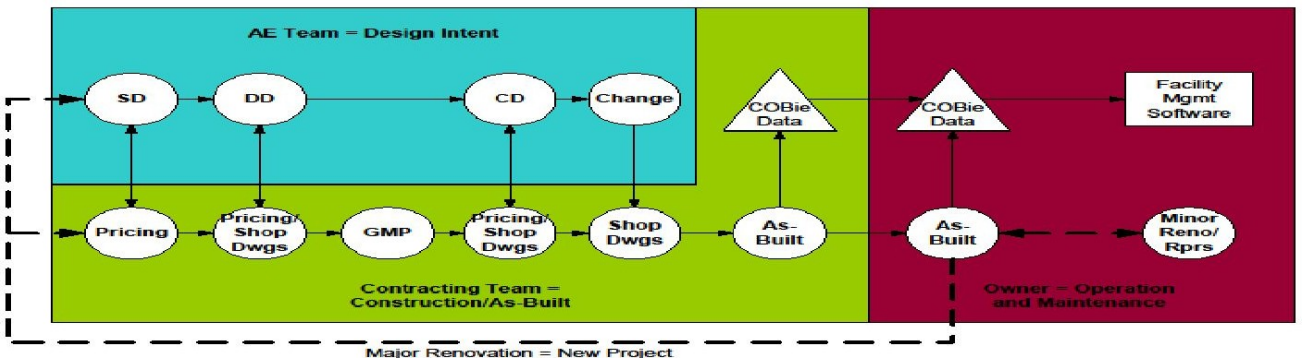 AE Team = Design Intent
SD
DD
CD
Change
COBie
Data
COBie
Data
Facility
Mgmt
Software
Pricing
Pricing/
Shop
Dwgs
GMP
Pricing/
Shop
Dwgs
Shop
Dwgs
As-
Built
As-
Built
Minor
Reno/
Rprs
Contracting Team =
Construction/As-Built
Owner = Operation
and Maintenance
Major Renovation = New Project